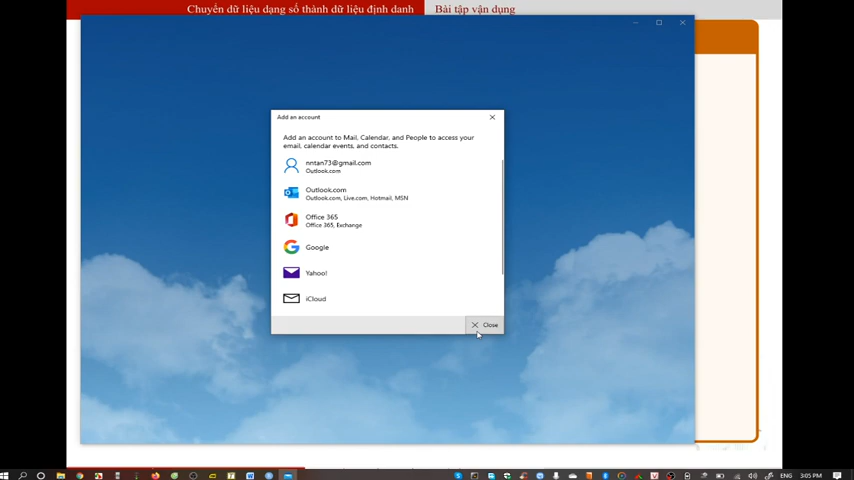 Chuyển dữ liệu dạng số thành dữ liệu định danh
Bài tập vận dụng
Add an account
Add an account to Mail, Calendar, and People to access your
email, calendar events, and contacts.
nntan73@gmail.com
Outlook.com
Outlook.com
Outlook.com, Live.com, Hotmail, MSN
Office 365
Office 365, Exchange
Google
Yahoo!
iCloud
Close
ENG
3:05 PM